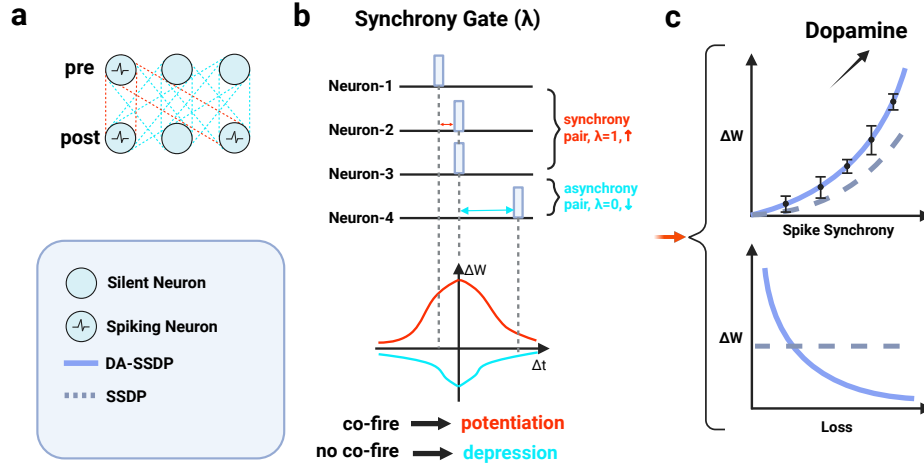 a
pre
post
Silent Neuron
Spiking Neuron
DA-SSDP
SSDP
b
Synchrony Gate (λ)
Neuron-1
Neuron-2
Neuron-3
Neuron-4
synchrony
pair, λ=1,↑
asynchrony
pair, λ=0,↓
ΔW
Δt
co-fire potentiation
no co-fire depression
c
Dopamine
ΔW
Spike Synchrony
ΔW
Loss